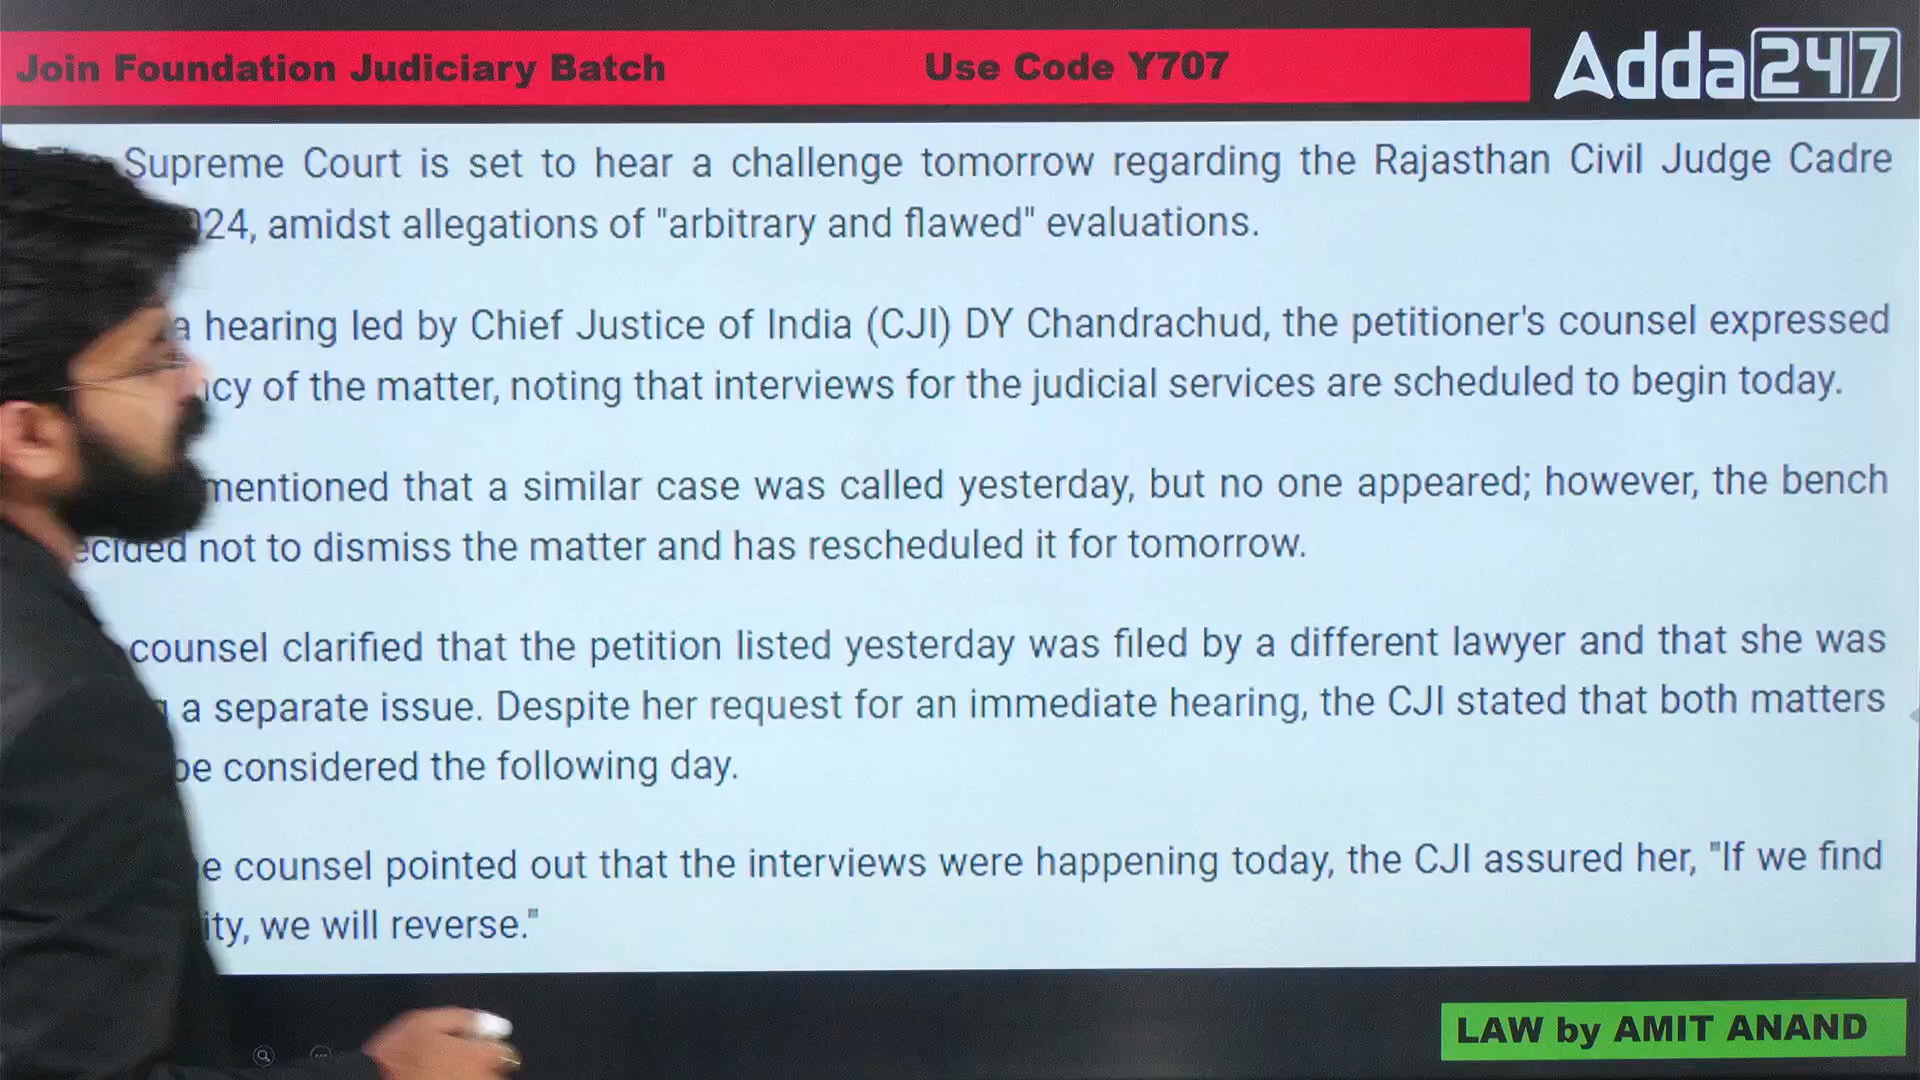 Join Foundation Judiciary Batch Use Code Y707 Adda247
Supreme Court is set to hear a challenge tomorrow regarding the Rajasthan Civil Judge Cadre
24, amidst allegations of "arbitrary and flawed" evaluations.
a hearing led by Chief Justice of India (CJI) DY Chandrachud, the petitioner's counsel expressed
of the matter, noting that interviews for the judicial services are scheduled to begin today.
mentioned that a similar case was called yesterday, but no one appeared; however, the bench
ecided not to dismiss the matter and has rescheduled it for tomorrow.
counsel clarified that the petition listed yesterday was filed by a different lawyer and that she was
a separate issue. Despite her request for an immediate hearing, the CJI stated that both matters
be considered the following day.
e counsel pointed out that the interviews were happening today, the CJI assured her, "If we find
ity, we will reverse."
LAW by AMIT ANAND